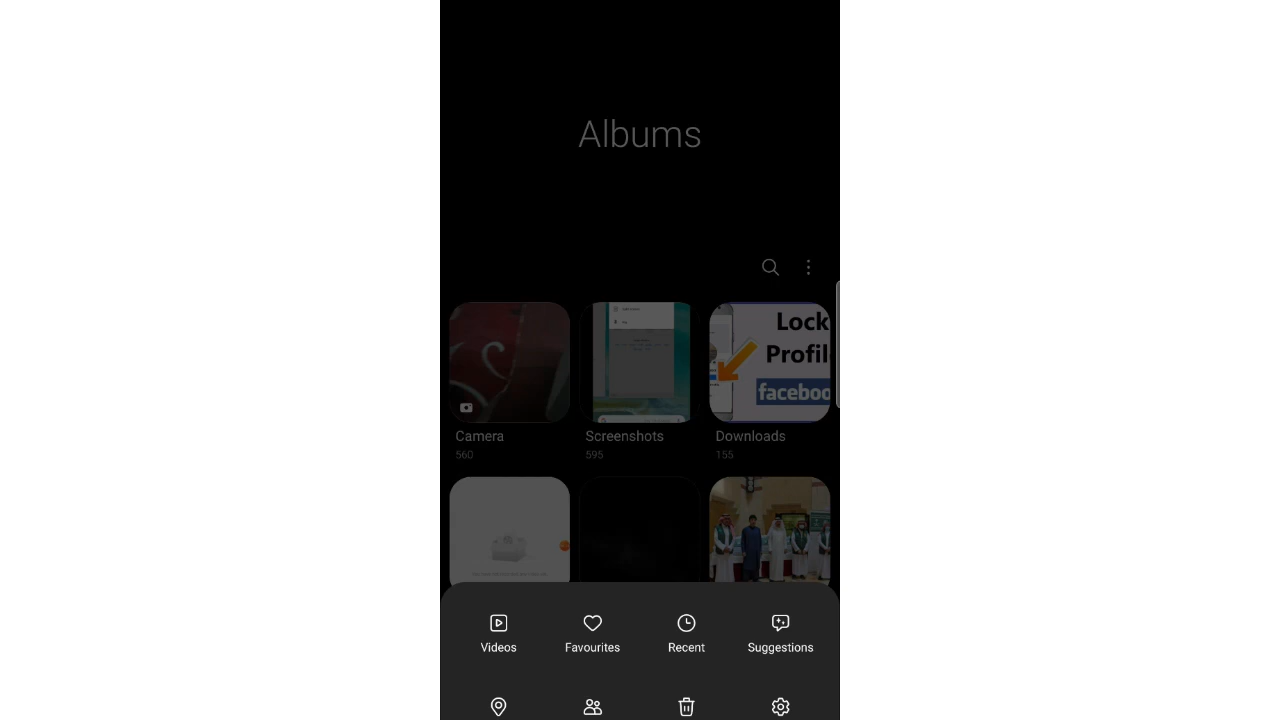 Albums
Lock
Profil
faceboo
Camera
Screenshots
Downloads
560
595
155
Videos
Favourites
Recent
Suggestions